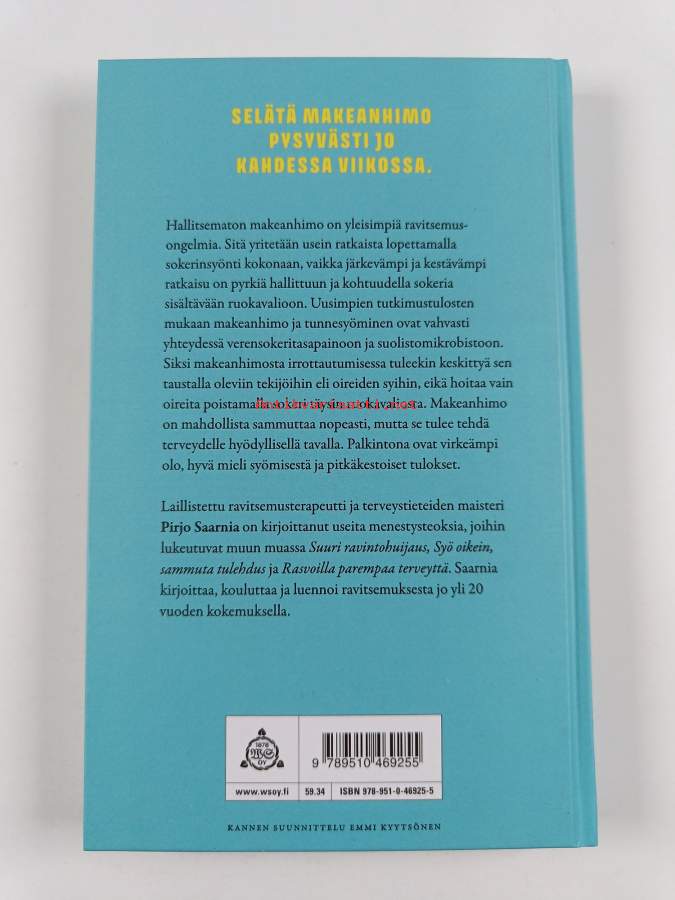 SELÄTÄ MAKEANHIMO
PYSYVÄSTI JO
KAHDESSA VIIKOSSA.
Hallitsematon makeanhimo on yleisimpiä ravitsemus-
ongelmia. Sitä yritetään usein ratkaista lopettamalla
sokerinsyönti kokonaan, vaikka järkevämpi ja kestävämpi
ratkaisu on pyrkiä hallittuun ja kohtuudella sokeria
sisältävään ruokavalioon. Uusimpien tutkimustulosten
mukaan makeanhimo ja tunnesyöminen ovat vahvasti
yhteydessä verensokeritasapainoon ja suolistomikrobistoon.
Siksi makeanhimosta irrottautumisessa tuleekin keskittyä sen
taustalla oleviin tekijöihin eli oireiden syihin, eikä hoitaa vain
oireita poistamalla sokeri täysin ruokavaliosta. Makeanhimo
on mahdollista sammuttaa nopeasti, mutta se tulee tehdä
terveydelle hyödyllisellä tavalla. Palkintona ovat virkeämpi
olo, hyvä mieli syömisestä ja pitkäkestoiset tulokset.
Laillistettu ravitsemusterapeutti ja terveystieteiden maisteri
Pirjo Saarnia on kirjoittanut useita menestysteoksia, joihin
lukeutuvat muun muassa Suuri ravintohuijaus, Syö oikein,
sammuta tulehdus ja Rasvoilla parempaa terveyttä. Saarnia
kirjoittaa, kouluttaa ja luennoi ravitsemuksesta jo yli 20
vuoden kokemuksella.
1878
WS
OY
9 789510 469255
www.wsoy.fi 59.34 ISBN 978-951-0-46925-5
KANNEN SUUNNITTELU EMMI KYYTSÖNEN